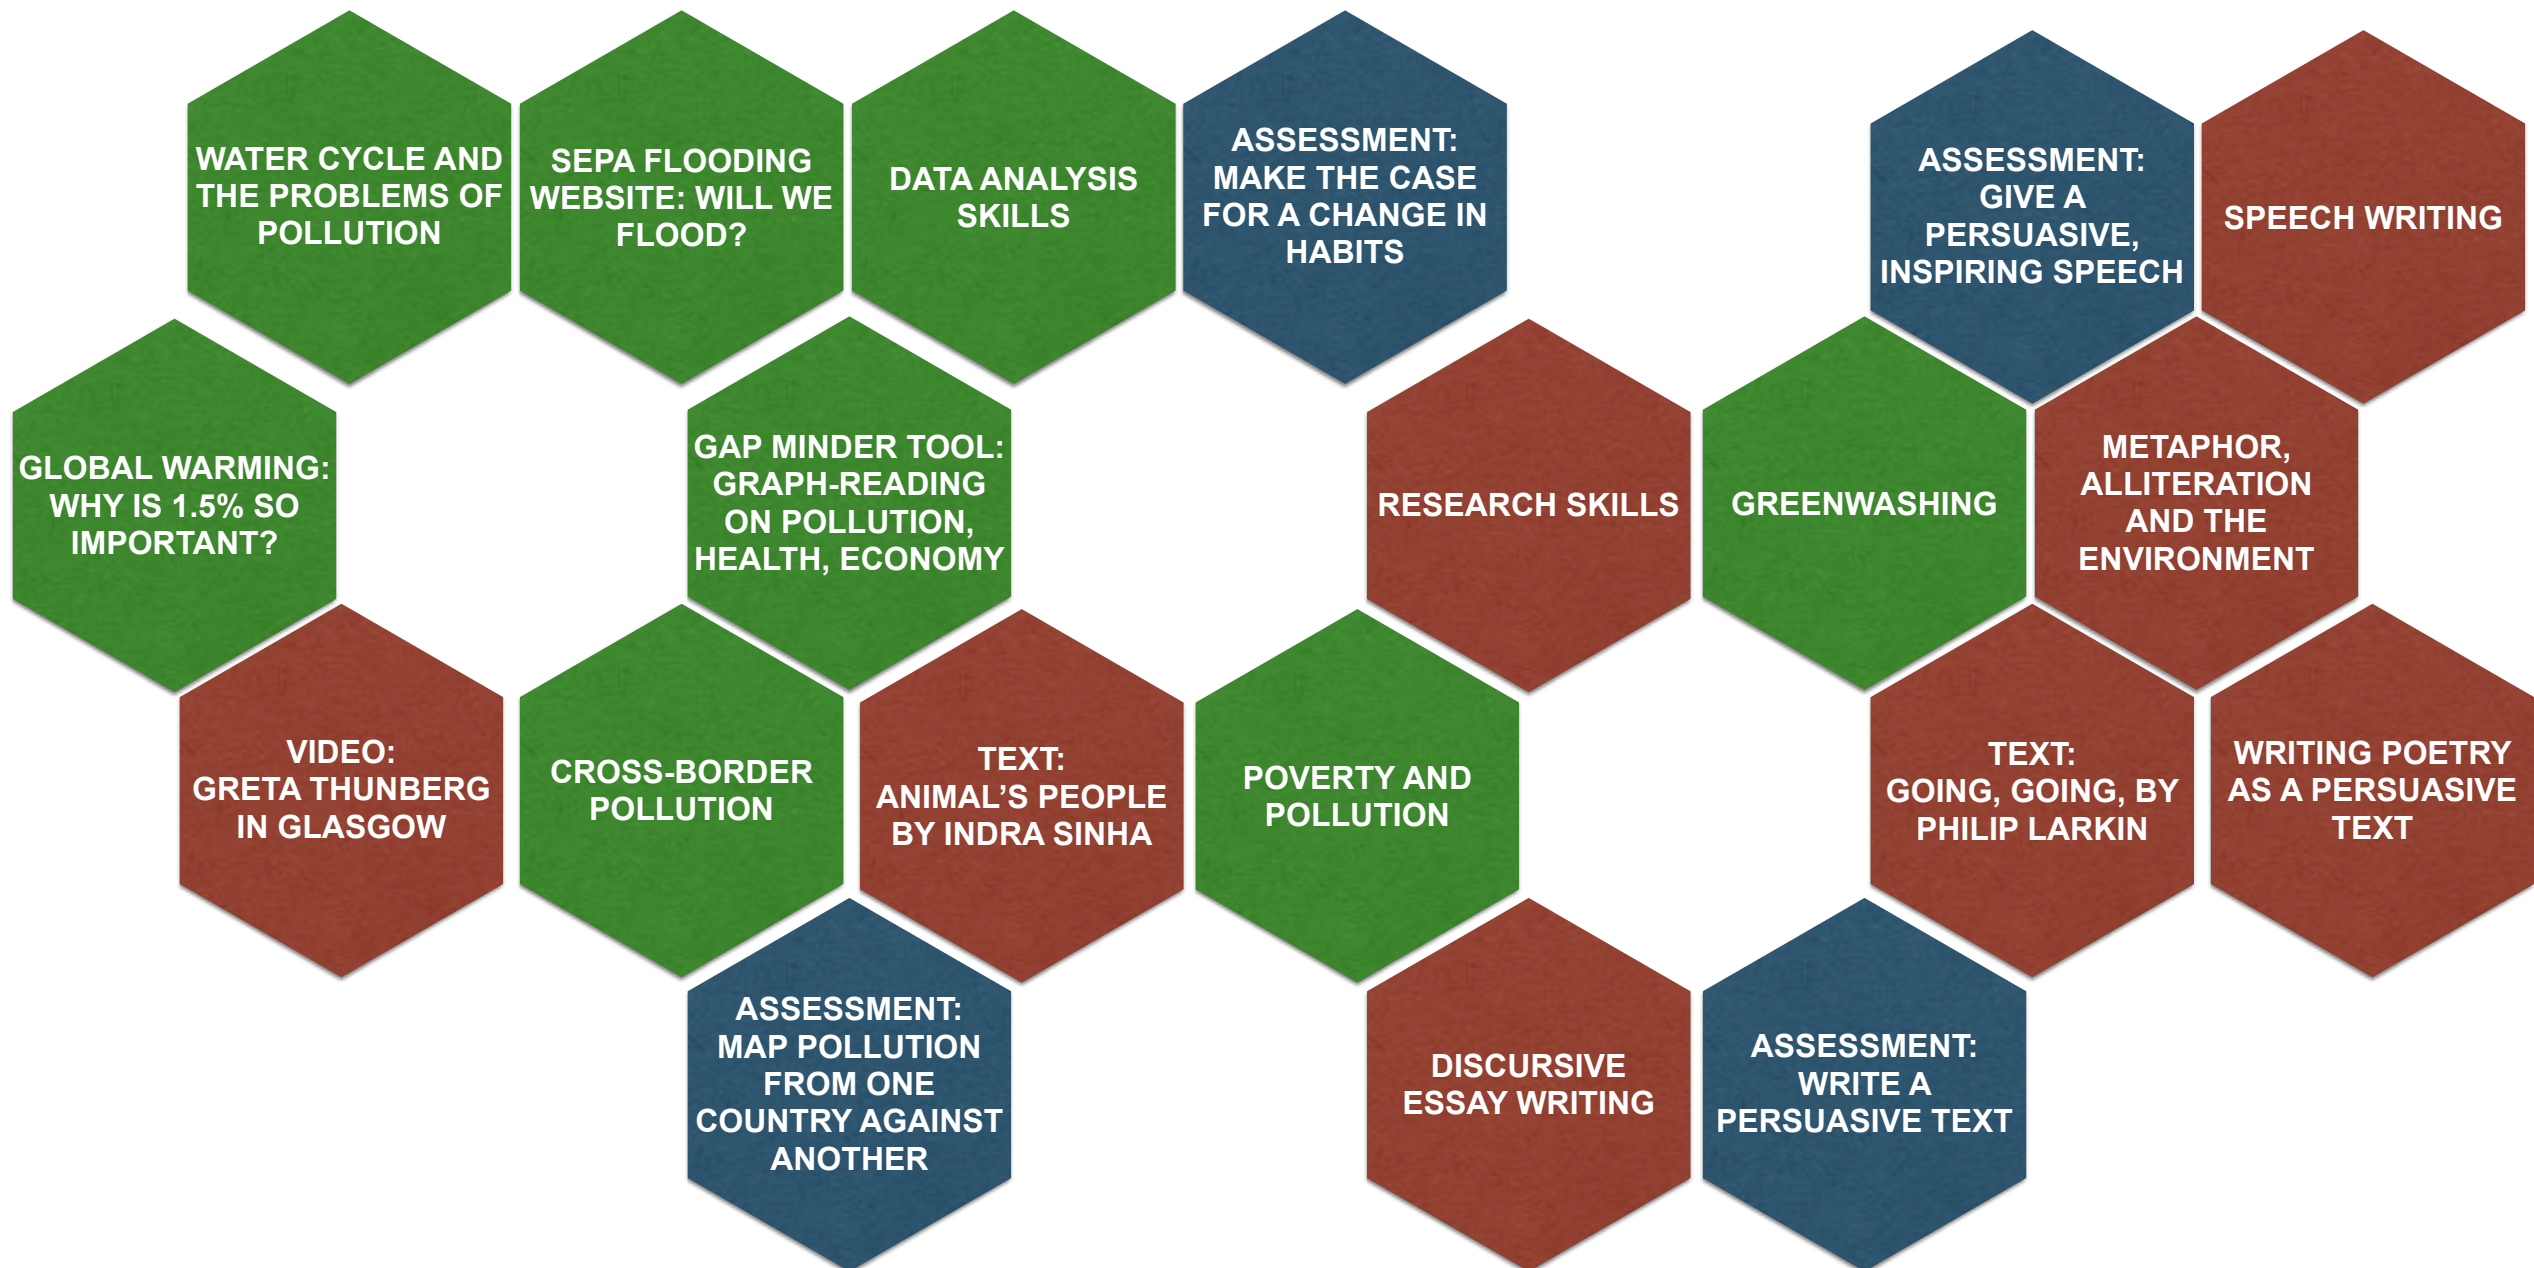 WATER CYCLE AND
THE PROBLEMS OF
POLLUTION
SEPA FLOODING
WEBSITE: WILL WE
FLOOD?
DATA ANALYSIS
SKILLS
ASSESSMENT:
MAKE THE CASE
FOR A CHANGE IN
HABITS
ASSESSMENT:
GIVE A
PERSUASIVE,
INSPIRING SPEECH
SPEECH WRITING
GLOBAL WARMING:
WHY IS 1.5% SO
IMPORTANT?
GAP MINDER TOOL:
GRAPH-READING
ON POLLUTION,
HEALTH, ECONOMY
RESEARCH SKILLS
GREENWASHING
METAPHOR,
ALLITERATION
AND THE
ENVIRONMENT
VIDEO:
GRETA THUNBERG
IN GLASGOW
CROSS-BORDER
POLLUTION
TEXT:
ANIMAL’S PEOPLE
BY INDRA SINHA
POVERTY AND
POLLUTION
TEXT:
GOING, GOING, BY
PHILIP LARKIN
WRITING POETRY
AS A PERSUASIVE
TEXT
ASSESSMENT:
MAP POLLUTION
FROM ONE
COUNTRY AGAINST
ANOTHER
DISCURSIVE
ESSAY WRITING
ASSESSMENT:
WRITE A
PERSUASIVE TEXT